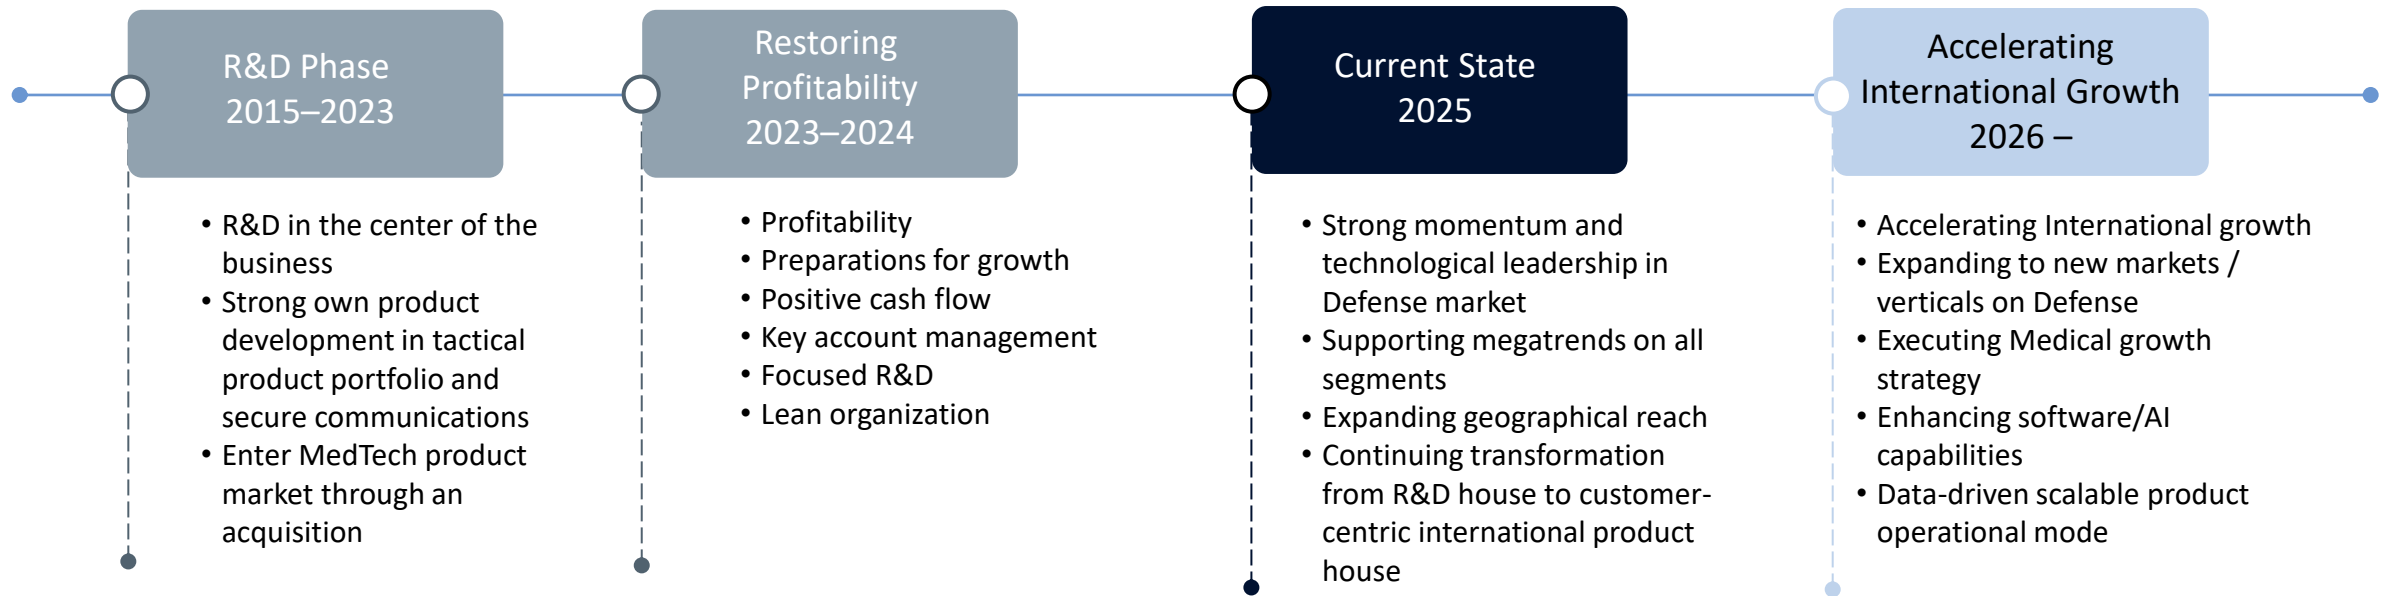 R&D Phase
2015–2023
• R&D in the center of the
business
• Strong own product
development in tactical
product portfolio and
secure communications
• Enter MedTech product
market through an
acquisition
Restoring
Profitability
2023–2024
• Profitability
• Preparations for growth
• Positive cash flow
• Key account management
• Focused R&D
• Lean organization
Current State
2025
• Strong momentum and
technological leadership in
Defense market
• Supporting megatrends on all
segments
• Expanding geographical reach
• Continuing transformation
from R&D house to customer-
centric international product
house
Accelerating
International Growth
2026 –
• Accelerating International growth
• Expanding to new markets /
verticals on Defense
• Executing Medical growth
strategy
• Enhancing software/AI
capabilities
• Data-driven scalable product
operational mode